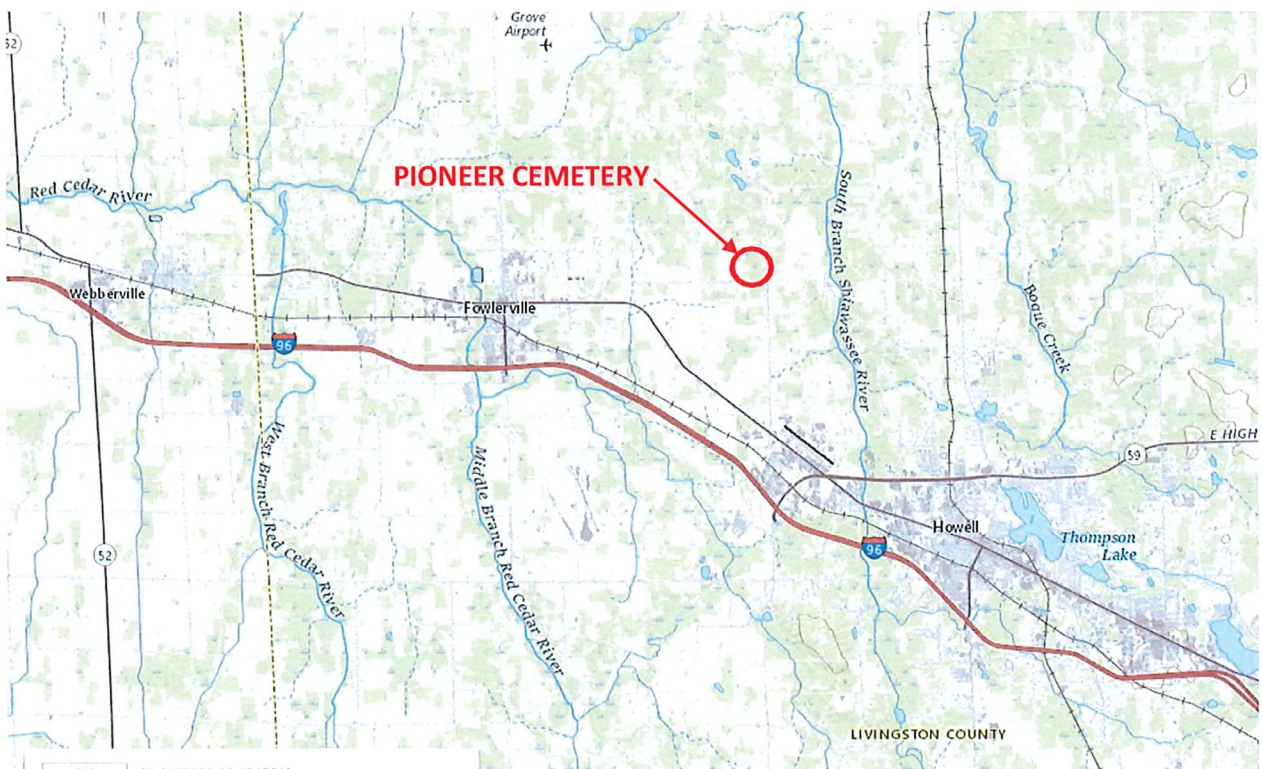 Grove
Airport
52
PIONEER CEMETERY
Red Cedar River
South Branch Shiawassee River
Webberville
Fowlerville
Bogue Creek
96
E HIGH
59
West Branch Red Cedar River
Middle Branch Red Cedar River
Howell
Thompson
Lake
96
52
LIVINGSTON COUNTY